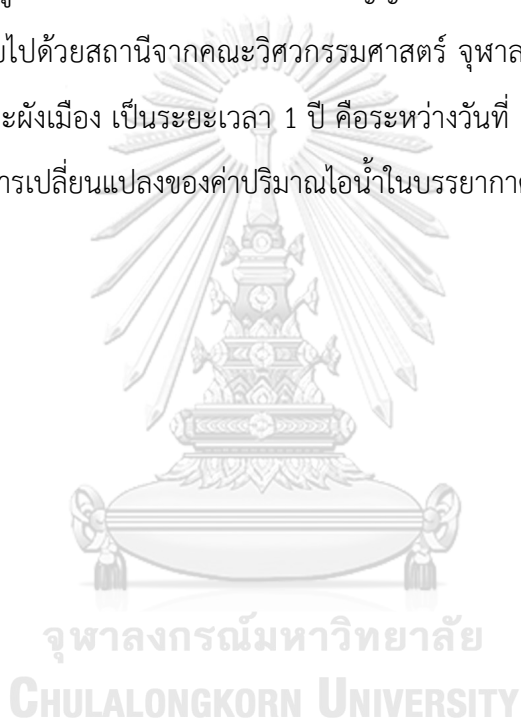 บไปด้วยสถานีจากคณะวิศวกรรมศาสตร์ จุฬาล
ะผังเมือง เป็นระยะเวลา 1 ปี คือระหว่างวันที่
ารเปลี่ยนแปลงของค่าปริมาณไอน้ำในบรรยากาศ
จุฬาลงกรณ์มหาวิทยาลัย
CHULALONGKORN UNIVERSITY